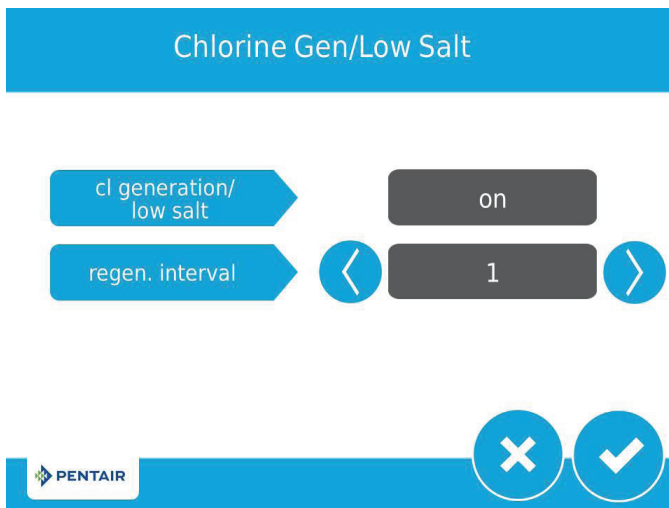 Chlorine Gen/Low Salt
cl generation/
low salt
on
regen. interval
1
PENTAIR